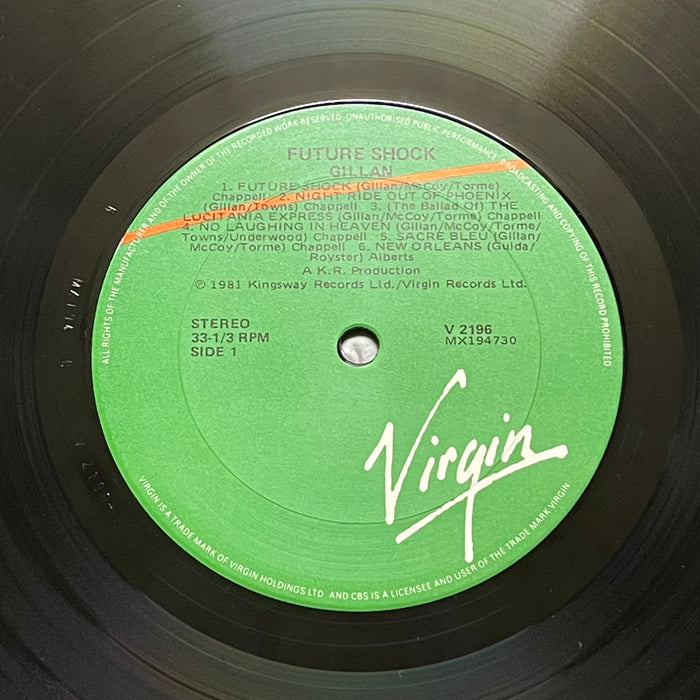 ALL RIGHTS OF THE MANUFACTURER AND OF THE OWNER OF THE RECORDED WORK RESERVED · UNAUTHORISED PUBLIC PERFORMANCE, BROADCASTING AND COPYING OF THIS RECORD PROHIBITED
FUTURE SHOCK
GILLAN
1. FUTURE SHOCK (Gillan/McCoy/Torme)
Chappell 2. NIGHT RIDE OUT OF PHOENIX
(Gillan/Towns) Chappell 3. (The Ballad Of) THE
LUCITANIA EXPRESS (Gillan/McCoy/Torme) Chappell
4. NO LAUGHING IN HEAVEN (Gillan/McCoy/Torme/
Towns/Underwood) Chappell 5. SACRE BLEU (Gillan/
McCoy/Torme) Chappell 6. NEW ORLEANS (Guida/
Royster) Alberts
A K.R. Production
℗ 1981 Kingsway Records Ltd./Virgin Records Ltd.
STEREO
33-1/3 RPM
SIDE 1
V 2196
MX194730
Virgin
VIRGIN IS A TRADE MARK OF VIRGIN HOLDINGS LTD AND CBS IS A LICENSEE AND USER OF THE TRADE MARK VIRGIN